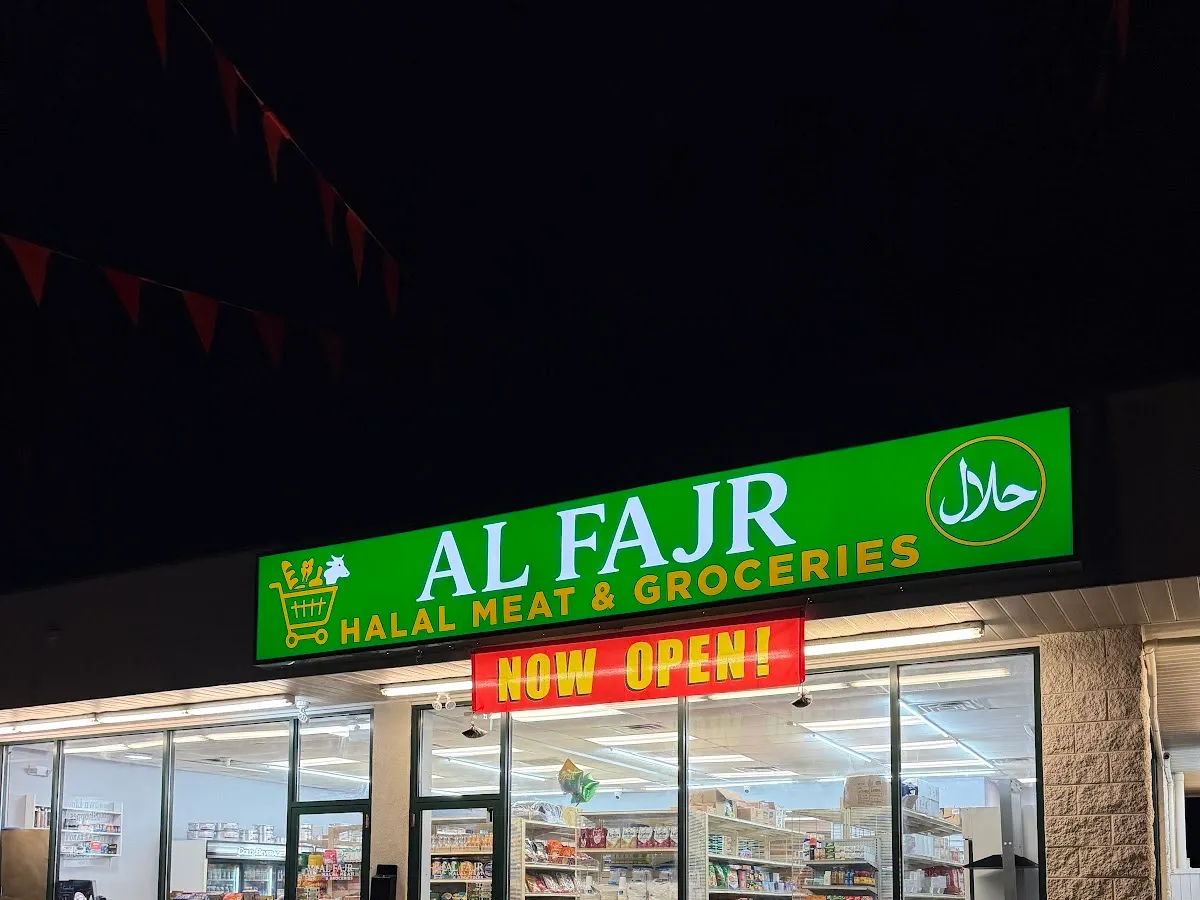 AL FAJR
HALAL MEAT & GROCERIES
حلال
NOW OPEN!